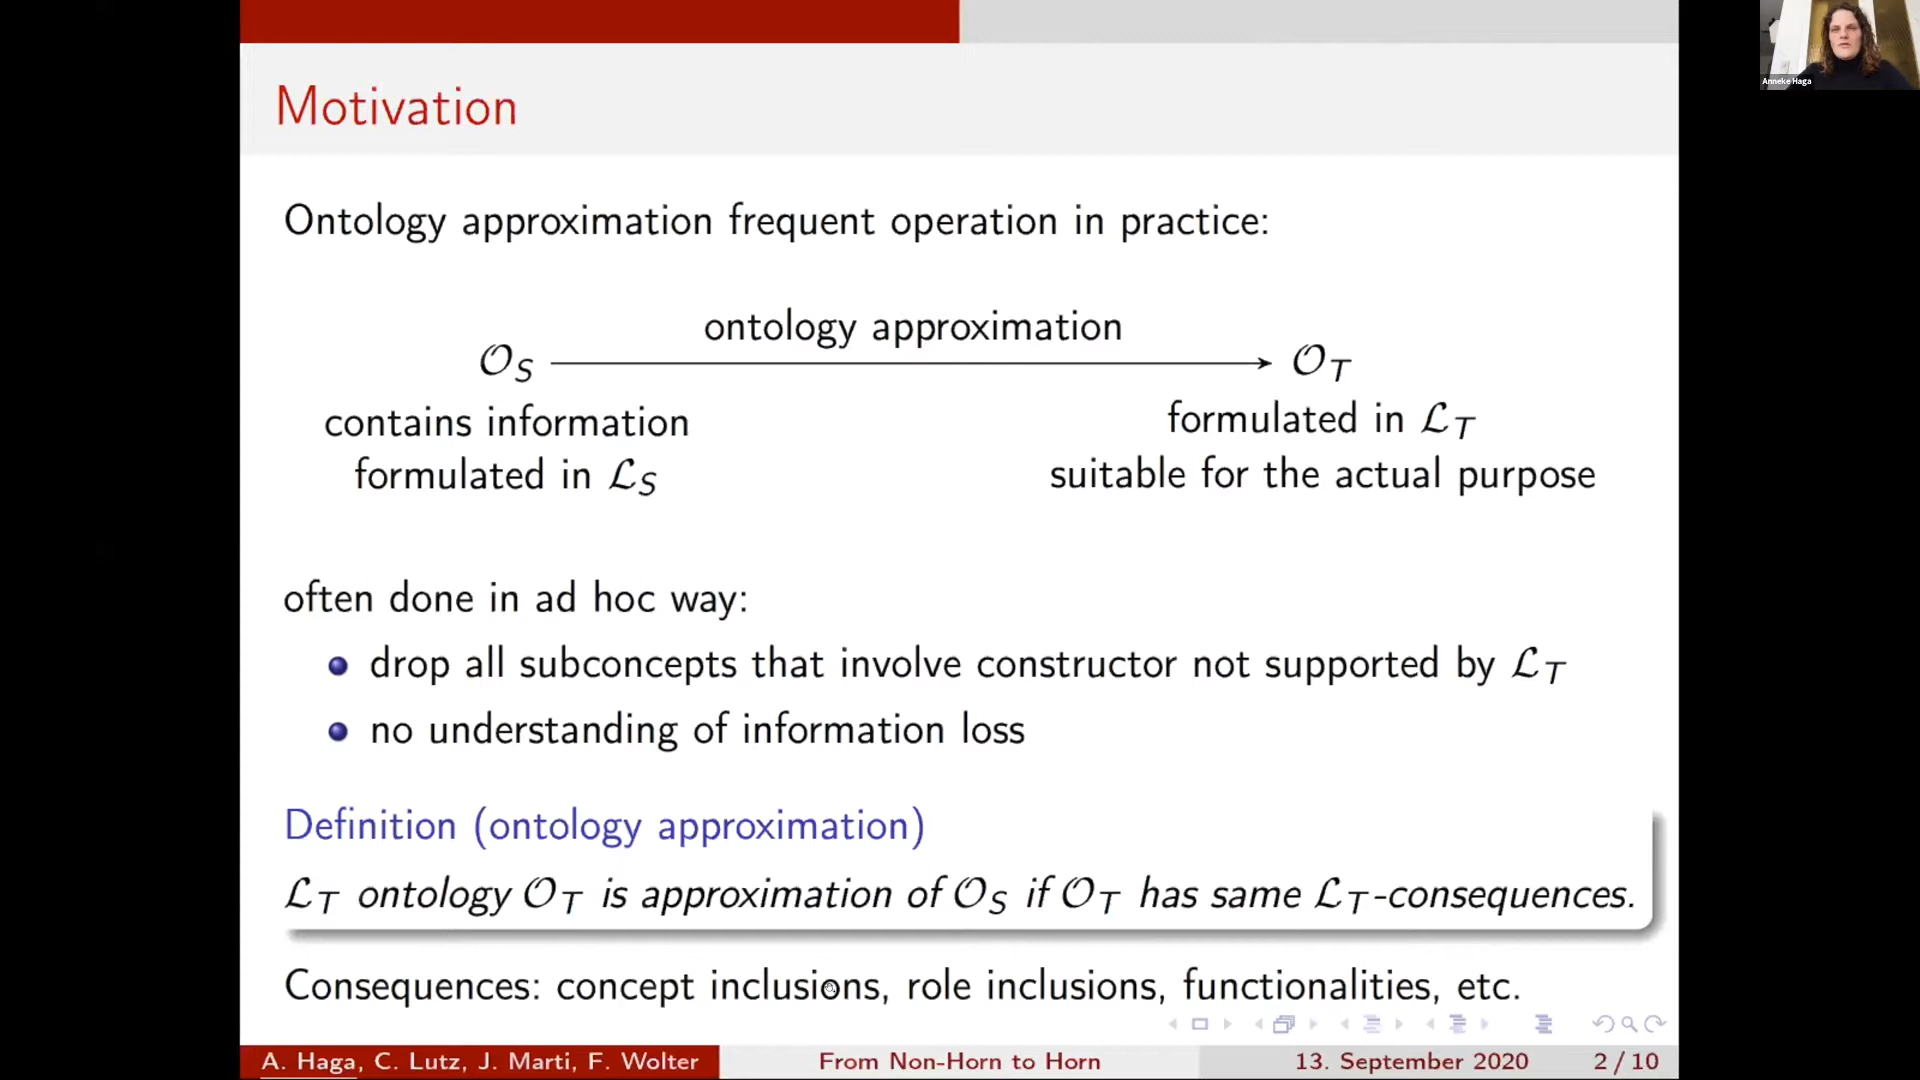 Anneke Haga
Motivation
Ontology approximation frequent operation in practice:
ontology approximation
𝒪_S → 𝒪_T
contains information
formulated in ℒ_S
formulated in ℒ_T
suitable for the actual purpose
often done in ad hoc way:
drop all subconcepts that involve constructor not supported by ℒ_T
no understanding of information loss
Definition (ontology approximation)
ℒ_T ontology 𝒪_T is approximation of 𝒪_S if 𝒪_T has same ℒ_T-consequences.
Consequences: concept inclusions, role inclusions, functionalities, etc.
A. Haga, C. Lutz, J. Marti, F. Wolter
From Non-Horn to Horn
13. September 2020
2 / 10